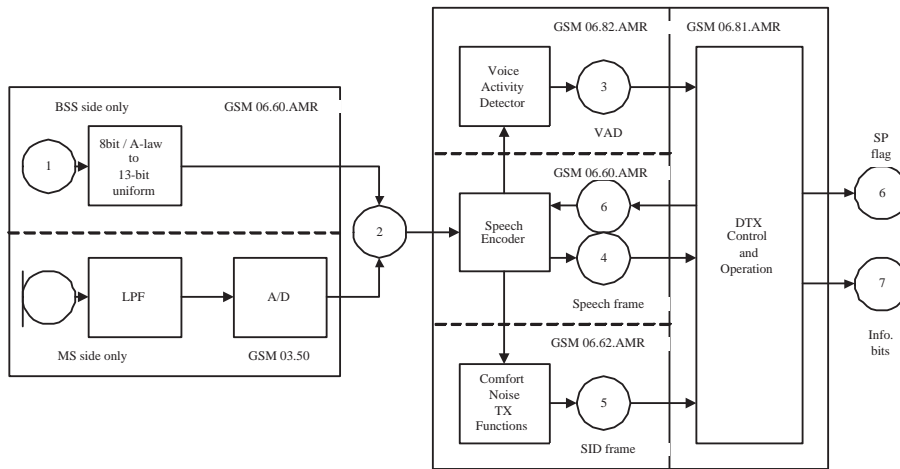 GSM 06.82.AMR
GSM 06.81.AMR
Voice
Activity
Detector
3
VAD
BSS side only
GSM 06.60.AMR
1
8bit / A-law
to
13-bit
uniform
2
GSM 06.60.AMR
Speech
Encoder
6
4
Speech frame
DTX
Control
and
Operation
SP
flag
6
7
Info.
bits
LPF
A/D
MS side only
GSM 03.50
GSM 06.62.AMR
Comfort
Noise
TX
Functions
5
SID frame